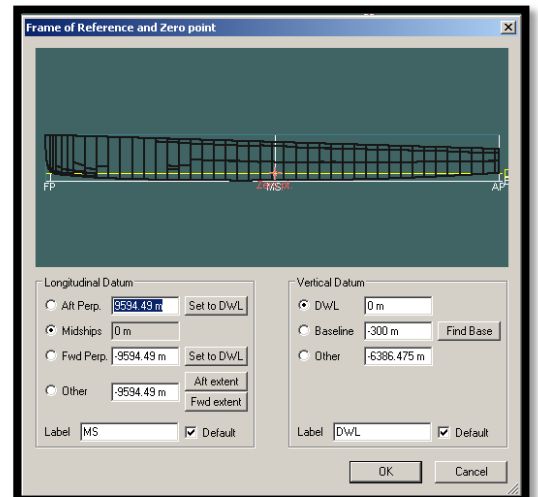 Frame of Reference and Zero point
FP
MS
AP
Longitudinal Datum
Aft Perp. 9594.49 m Set to DWL
Midships 0 m
Fwd Perp. -9594.49 m Set to DWL
Other -9594.49 m Aft extent
Fwd extent
Label MS Default
Vertical Datum
DWL 0 m
Baseline -300 m Find Base
Other -6386.475 m
Label DWL Default
OK Cancel